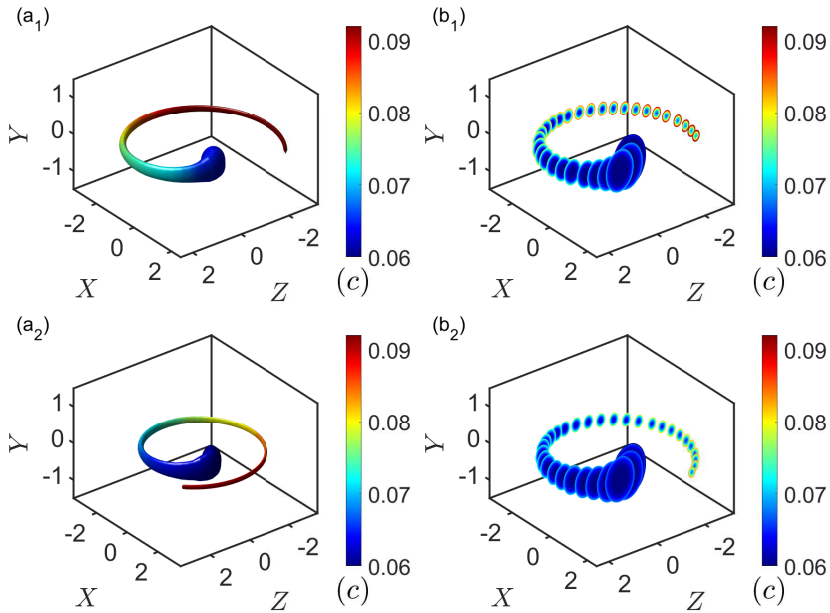 (a1) (b1)
0.09 0.09
1 1
0.08 0.08
Y 0 Y 0
-1 0.07 -1 0.07
-2 -2 -2 -2
0 0 0 0
2 2 0.06 2 2 0.06
X Z (c) X Z (c)
(a2) (b2)
0.09 0.09
1 1
0.08 0.08
Y 0 Y 0
-1 0.07 -1 0.07
-2 -2 -2 -2
0 0 0 0
2 2 0.06 2 2 0.06
X Z (c) X Z (c)